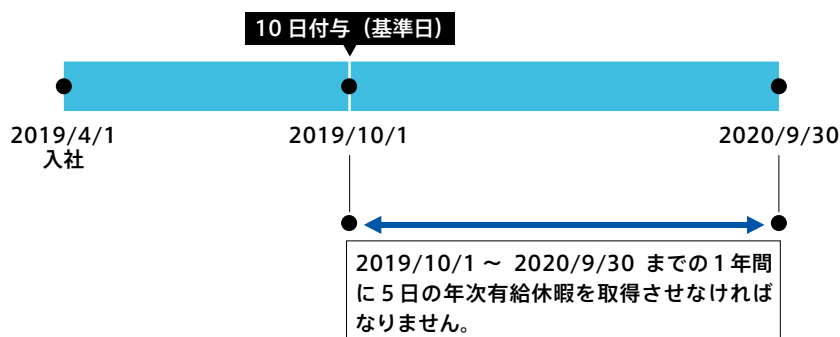 10日付与（基準日）
2019/4/1
入社
2019/10/1
2020/9/30
2019/10/1～ 2020/9/30 までの１年間
に５日の年次有給休暇を取得させなければ
なりません。